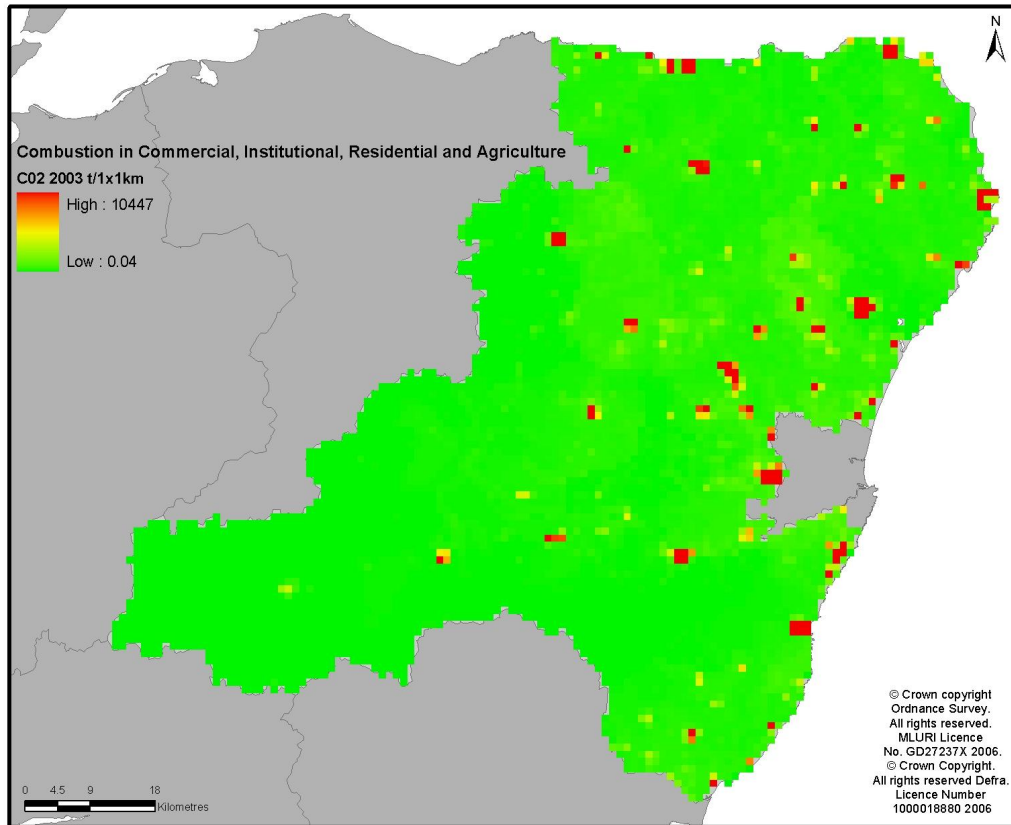 N
Combustion in Commercial, Institutional, Residential and Agriculture
C02 2003 t/1x1km
High : 10447
Low : 0.04
© Crown copyright
Ordnance Survey.
All rights reserved.
MLURI Licence
No. GD27237X 2006.
© Crown Copyright.
All rights reserved Defra.
Licence Number
1000018880 2006
0 4.5 9 18
Kilometres